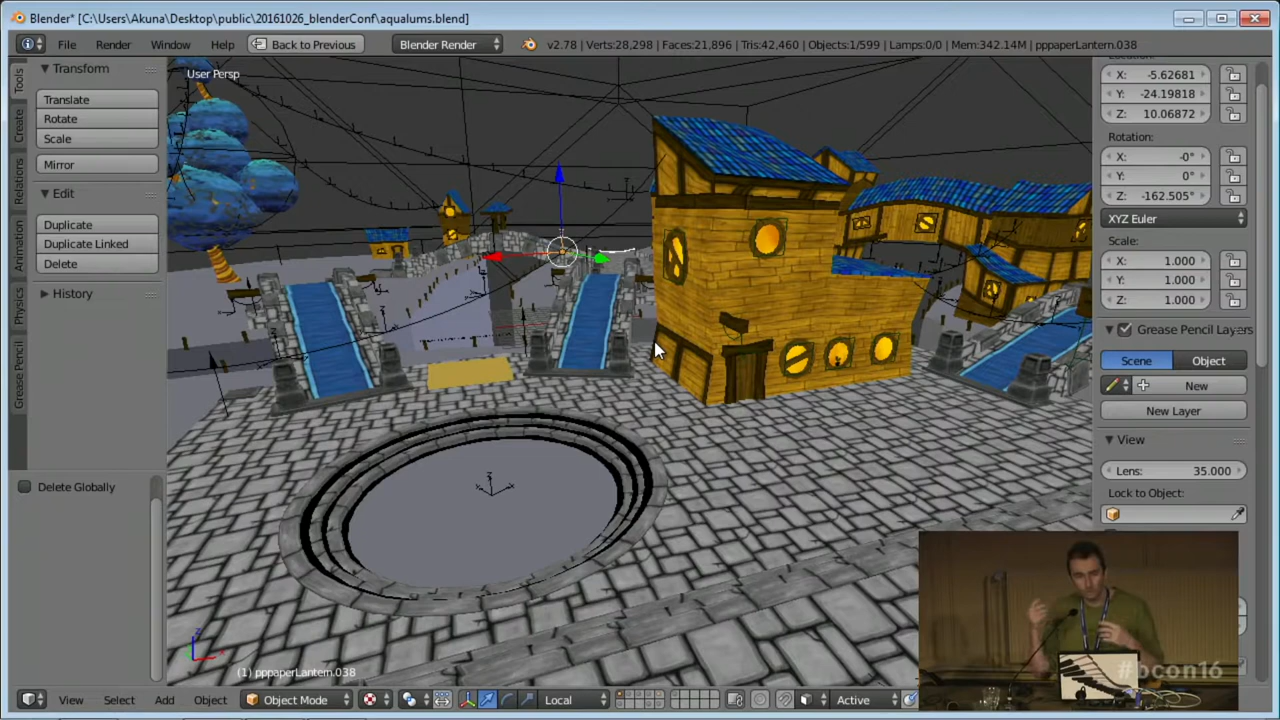 Blender* [C:\Users\Akuna\Desktop\public\20161026_blenderConf\aqualums.blend]
File Render Window Help Back to Previous Blender Render v2.78 | Verts:28,298 | Faces:21,896 | Tris:42,460 | Objects:1/599 | Lamps:0/0 | Mem:342.14M | pppaperLantern.038
Tools
Create
Relations
Animation
Physics
Grease Pencil
Transform
Translate
Rotate
Scale
Mirror
Edit
Duplicate
Duplicate Linked
Delete
History
Delete Globally
User Persp
(1) pppaperLantern.038
X: -5.62681
Y: -24.19818
Z: 10.06872
Rotation:
X: -0°
Y: 0°
Z: -162.505°
XYZ Euler
Scale:
X: 1.000
Y: 1.000
Z: 1.000
Grease Pencil Layers
Scene Object
New
New Layer
View
Lens: 35.000
Lock to Object:
#bcon16
View Select Add Object Object Mode Local Active